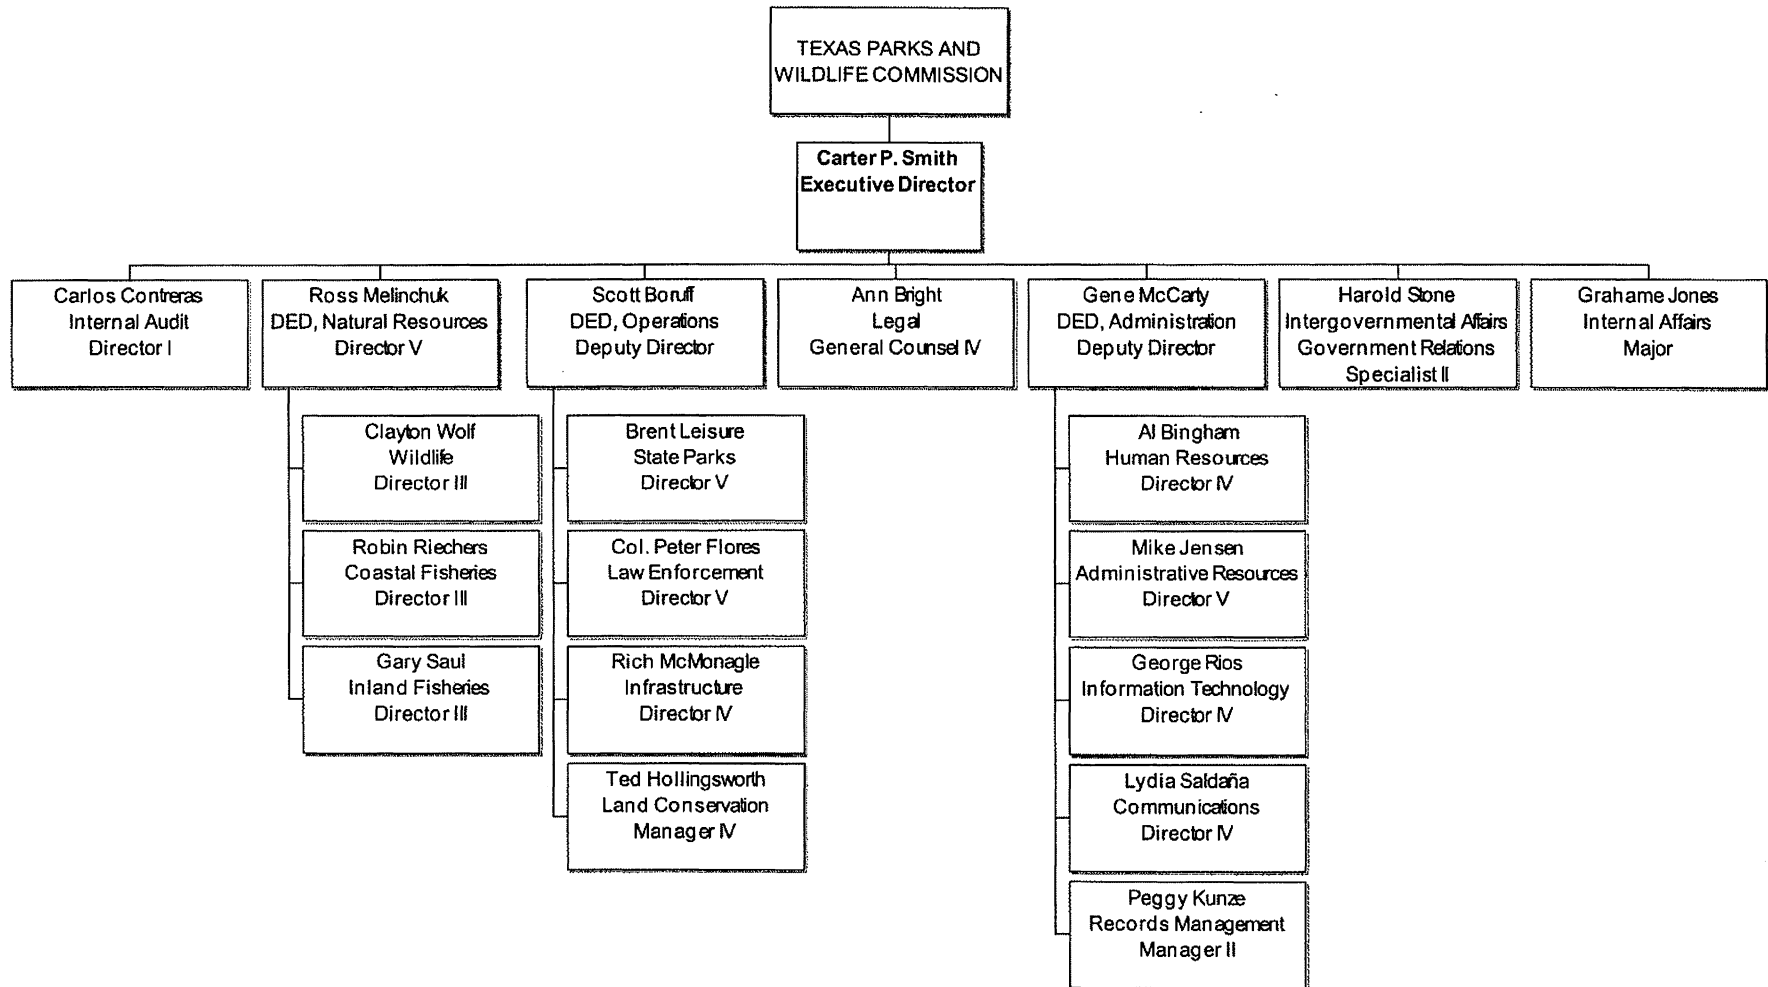 TEXAS PARKS AND
WILDLIFE COMMISSION
Carter P. Smith
Executive Director
Carlos Contreras
Internal Audit
Director I
Ross Melinchuk
DED, Natural Resources
Director V
Scott Boruff
DED, Operations
Deputy Director
Ann Bright
Legal
General Counsel IV
Gene McCarty
DED, Administration
Deputy Director
Harold Stone
Intergovernmental Affairs
Government Relations
Specialist II
Grahame Jones
Internal Affairs
Major
Clayton Wolf
Wildlife
Director III
Robin Riechers
Coastal Fisheries
Director III
Gary Saul
Inland Fisheries
Director III
Brent Leisure
State Parks
Director V
Col. Peter Flores
Law Enforcement
Director V
Rich McMonagle
Infrastructure
Director IV
Ted Hollingsworth
Land Conservation
Manager IV
Al Bingham
Human Resources
Director IV
Mike Jensen
Administrative Resources
Director V
George Rios
Information Technology
Director IV
Lydia Saldaña
Communications
Director IV
Peggy Kunze
Records Management
Manager II